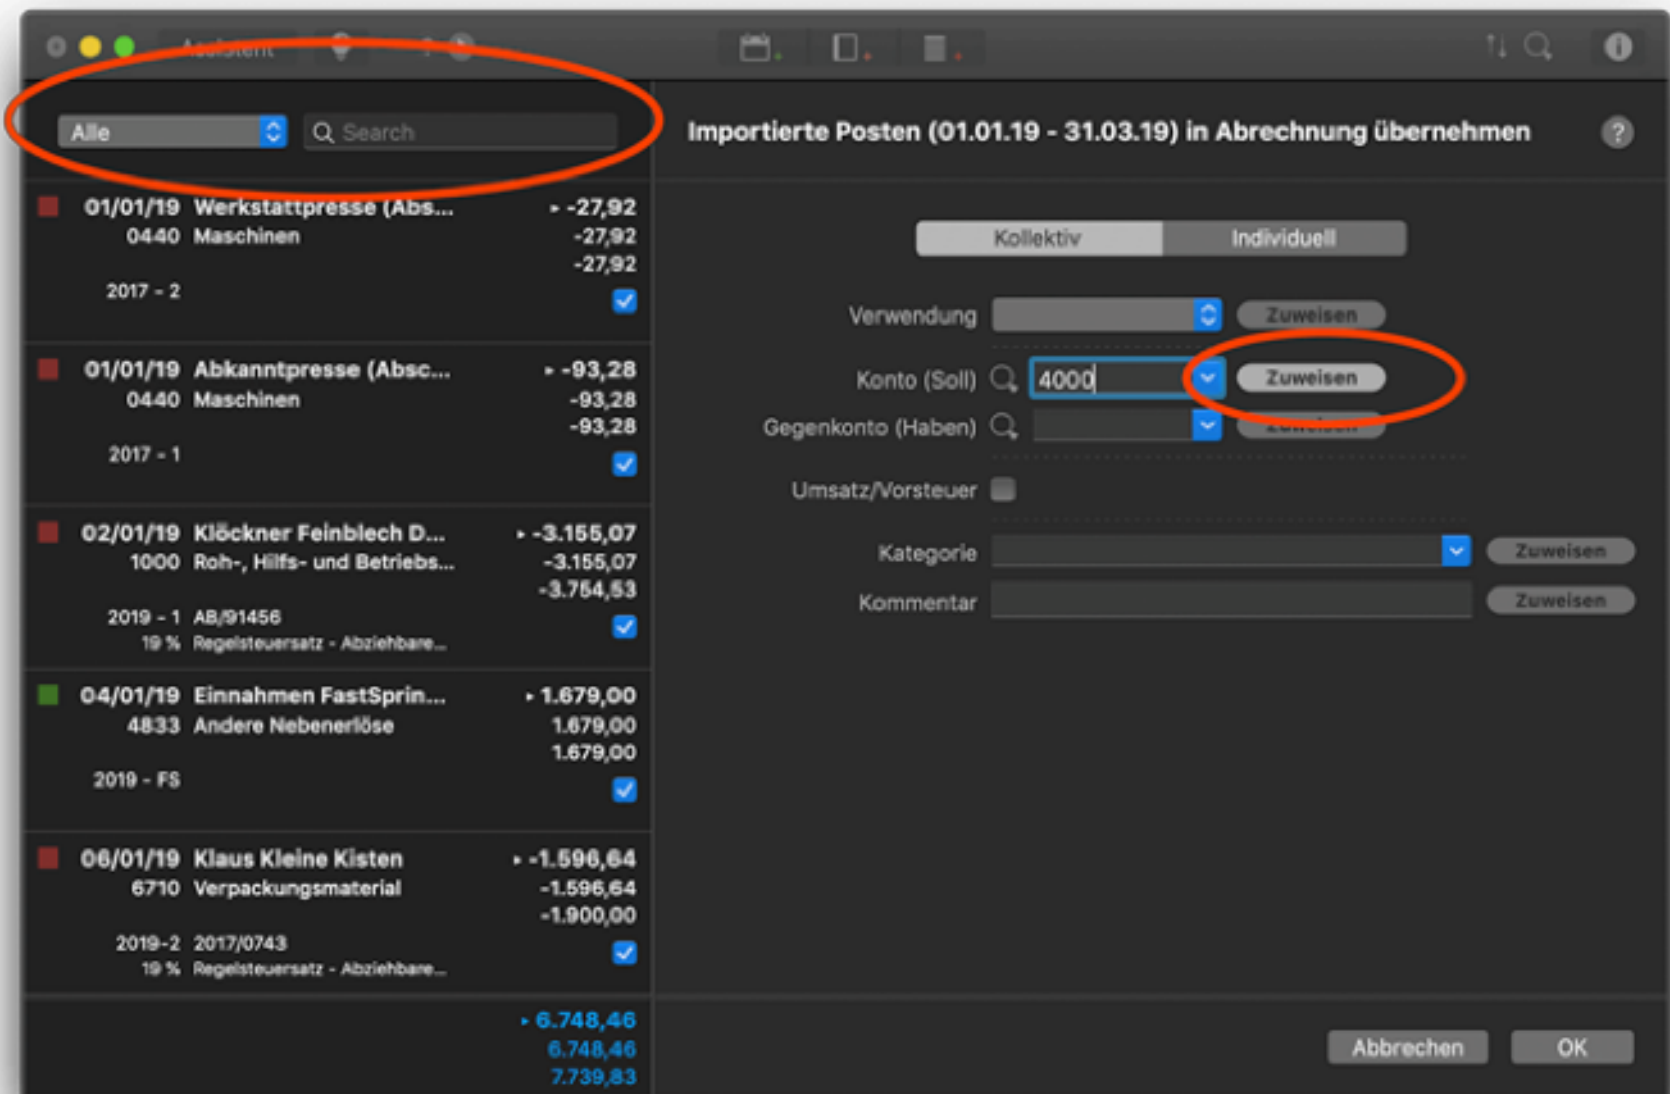 Assistent
Alle
Search
Importierte Posten (01.01.19 - 31.03.19) in Abrechnung übernehmen
?
01/01/19 Werkstattpresse (Abs... -27,92
0440 Maschinen -27,92
-27,92
2017 - 2
01/01/19 Abkanntpresse (Absc... -93,28
0440 Maschinen -93,28
-93,28
2017 - 1
02/01/19 Klöckner Feinblech D... -3.155,07
1000 Roh-, Hilfs- und Betriebs... -3.155,07
-3.754,53
2019 - 1 AB/91456
19 % Regelsteuersatz - Abziehbare...
04/01/19 Einnahmen FastSprin... 1.679,00
4833 Andere Nebenerlöse 1.679,00
1.679,00
2019 - FS
06/01/19 Klaus Kleine Kisten -1.596,64
6710 Verpackungsmaterial -1.596,64
-1.900,00
2019-2 2017/0743
19 % Regelsteuersatz - Abziehbare...
6.748,46
6.748,46
7.739,83
Kollektiv Individuell
Verwendung Zuweisen
Konto (Soll) 4000 Zuweisen
Gegenkonto (Haben) Zuweisen
Umsatz/Vorsteuer
Kategorie Zuweisen
Kommentar Zuweisen
Abbrechen OK